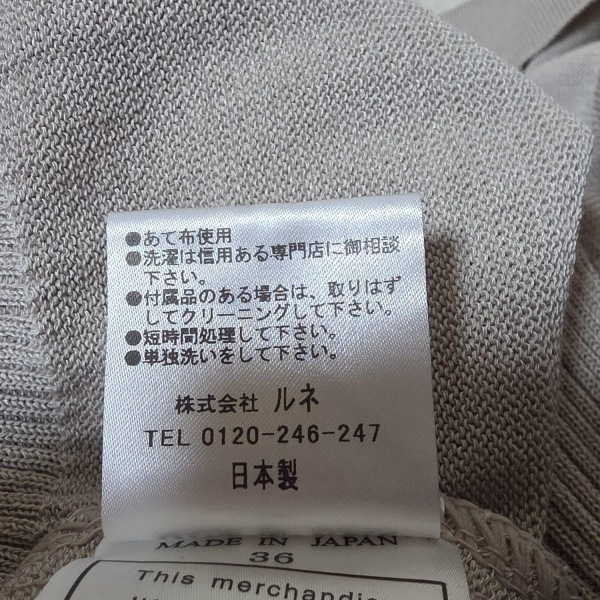 ●あて布使用
●洗濯は信用ある専門店に御相談
下さい。
●付属品のある場合は、取りはず
してクリーニングして下さい。
●短時間処理して下さい。
●単独洗いをして下さい。
株式会社 ルネ
TEL 0120-246-247
日本製
MADE IN JAPAN
36
This merchandis